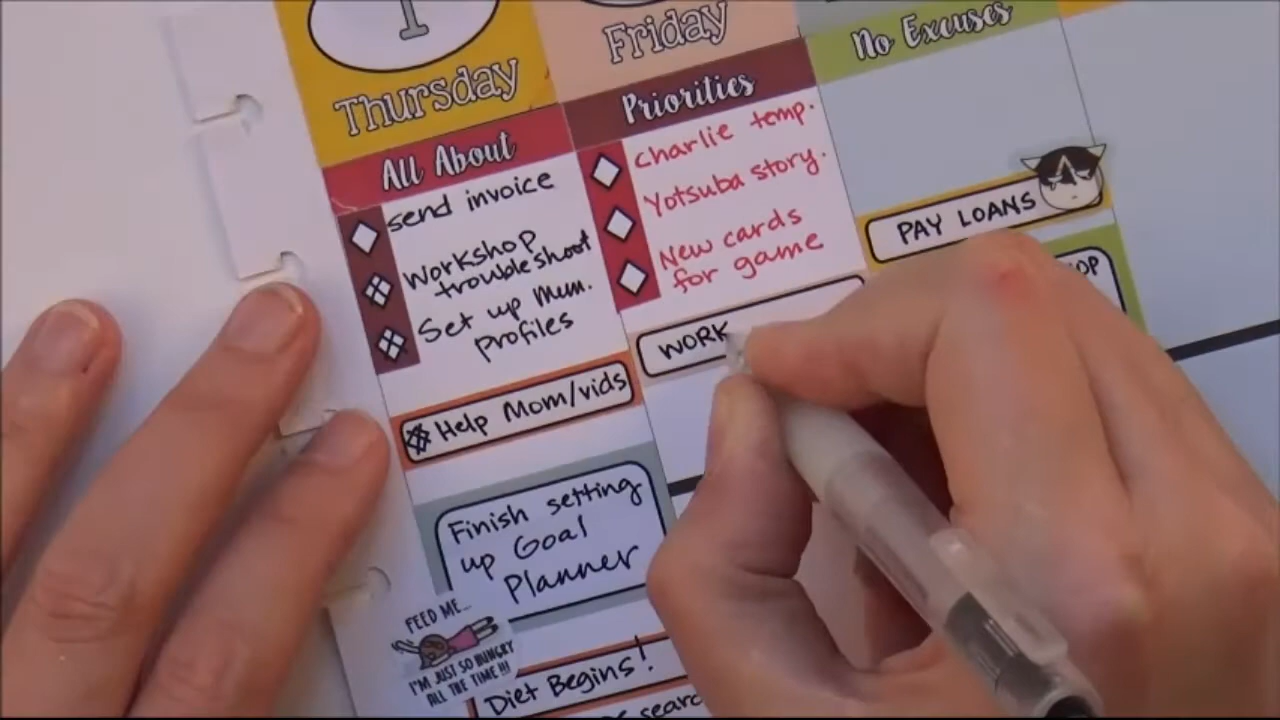 1
Thursday
All About
send invoice
Workshop
troubleshoot
Set up Mem.
profiles
Help Mom/vids
Finish setting
up Goal
Planner
FEED ME...
I'M JUST SO HUNGRY
ALL THE TIME!!!
Diet Begins!
Friday
Priorities
Charlie temp.
Yotsuba story.
New cards
for game
WORK
No Excuses
PAY LOANS